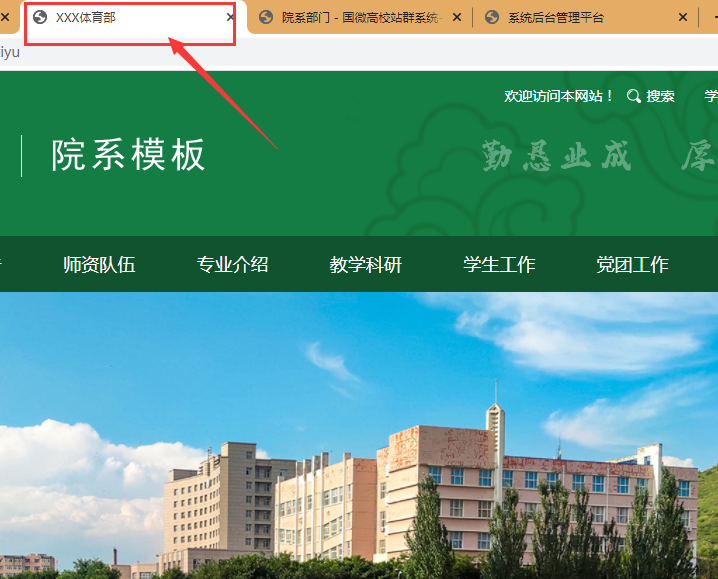 XXX体育部
院系部门 - 国微高校站群系统-
系统后台管理平台
iyu
欢迎访问本网站！ 搜索 学
院系模板
勤恳业成 厚
师资队伍 专业介绍 教学科研 学生工作 党团工作